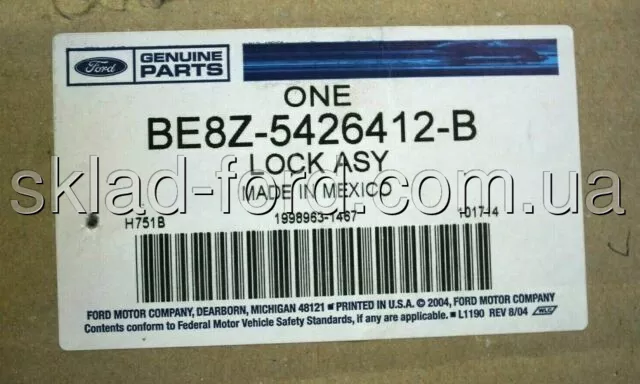 Ford
GENUINE
PARTS
ONE
BE8Z-5426412-B
LOCK ASY
sklad-ford.com.ua
MADE IN MEXICO
H751B 1998963-1467
FORD MOTOR COMPANY, DEARBORN, MICHIGAN 48121 ■ PRINTED IN U.S.A. © 2004, FORD MOTOR COMPANY
Contents conform to Federal Motor Vehicle Safety Standards, if any are applicable. ■ L1190 REV 8/04